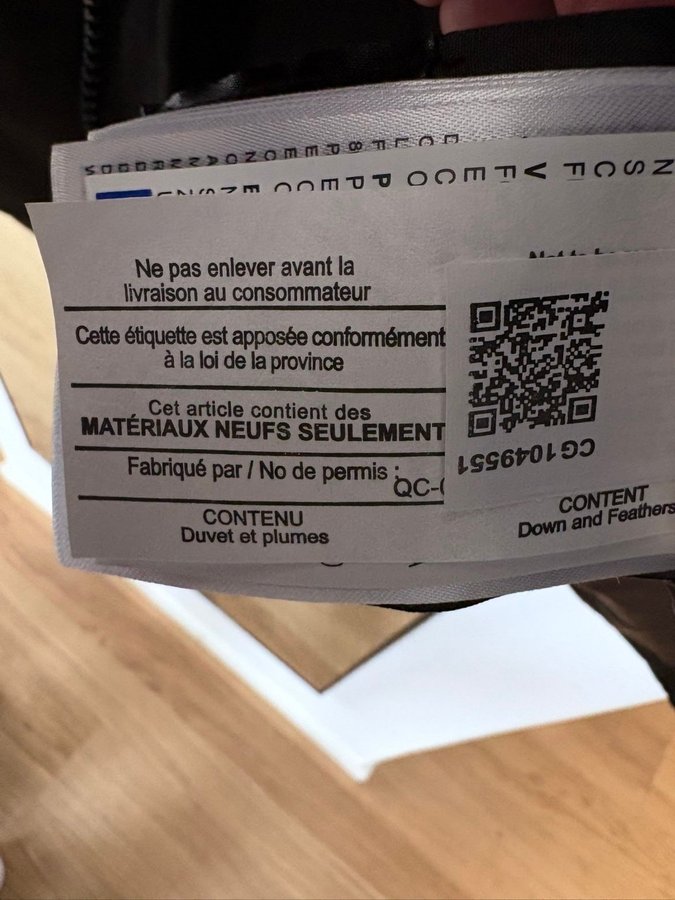 Ne pas enlever avant la
livraison au consommateur
Cette étiquette est apposée conformément
à la loi de la province
Cet article contient des
MATÉRIAUX NEUFS SEULEMENT
Fabriqué par / No de permis :
QC-
CONTENU
Duvet et plumes
CG1049551
CONTENT
Down and Feathers